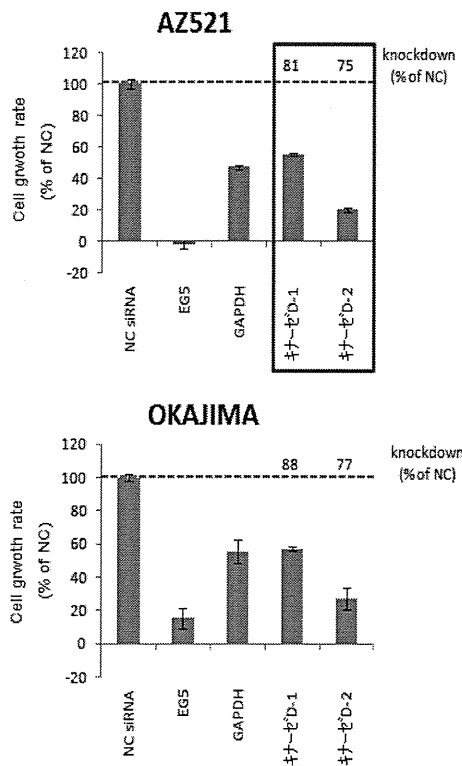 AZ521
120
100
80
60
40
20
0
-20
Cell grwoth rate
(% of NC)
81 75
knockdown
(% of NC)
NC siRNA
EG5
GAPDH
キナーゼD-1
キナーゼD-2
OKAJIMA
120
100
80
60
40
20
0
-20
Cell grwoth rate
(% of NC)
88 77
knockdown
(% of NC)
NC siRNA
EG5
GAPDH
キナーゼD-1
キナーゼD-2